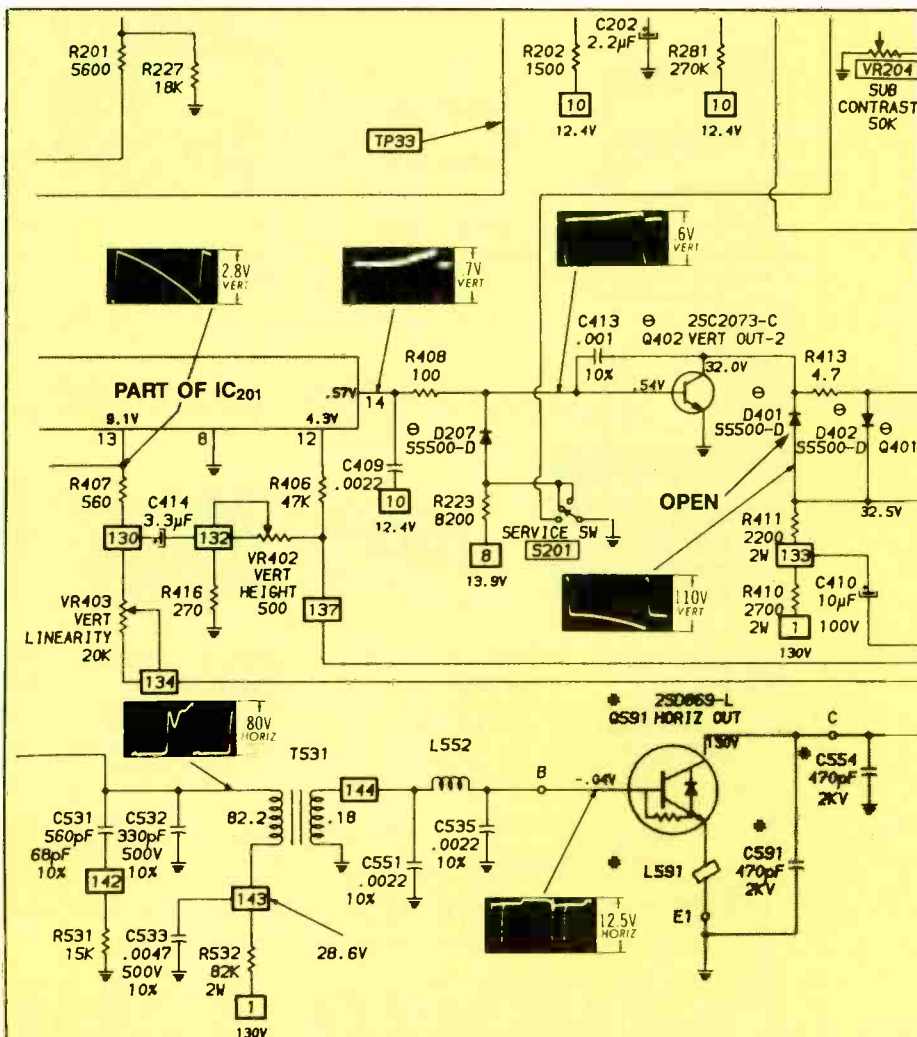 R201
5600
R227
18K
C202
2.2µF
R202
1500
R281
270K
VR204
SUB
CONTRAST
50K
10
12.4V
10
12.4V
TP33
2.8V
VERT
.7V
VERT
.6V
VERT
C413
.001
10%
⊖ 2SC2073-C
Q402 VERT OUT-2
32.0V
R408
100
R413
4.7
PART OF IC201
.57V
14
.54V
9.1V
13
8
4.3V
12
⊖ D207
SS500-D
⊖
D401
SS500-D
⊖
D402
SS500-D
⊖
Q401
R407
560
R406
47K
C409
.0022
10
12.4V
R223
8200
OPEN
32.5V
C414
3.3µF
130
132
SERVICE SW
S201
R411
2200
2W
133
8
13.9V
VR402
VERT
HEIGHT
500
R416
270
137
110V
VERT
R410
2700
2W
C410
10µF
100V
1
130V
VR403
VERT
LINEARITY
20K
134
80V
HORIZ
T531
L552
✱ 2SD869-L
Q591 HORIZ OUT
130V
C
144
B
-.04V
✱
C554
470pF
2KV
C531
560pF
68pF
10%
C532
330pF
500V
10%
82.2
.18
C551
.0022
10%
C535
.0022
10%
✱
✱
L591
C591
470pF
2KV
142
143
12.5V
HORIZ
E1
R531
15K
C533
.0047
500V
10%
R532
82K
2W
28.6V
1
130V